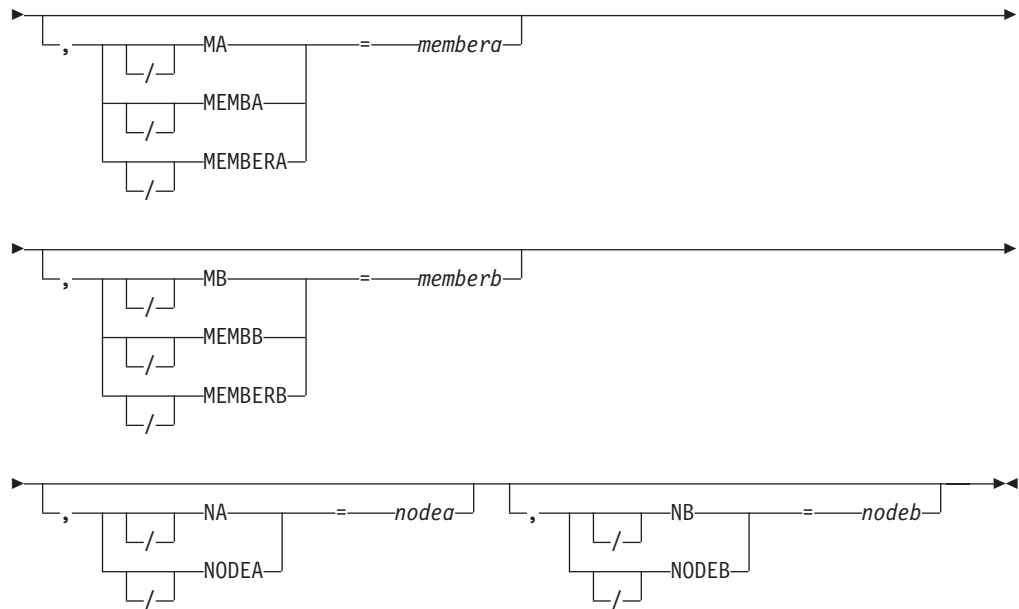 , / MA = membera
/ MEMBA
/ MEMBERA
/
, / MB = memberb
/ MEMBB
/ MEMBERB
, / NA = nodea , / NB = nodeb
/ NODEA / NODEB